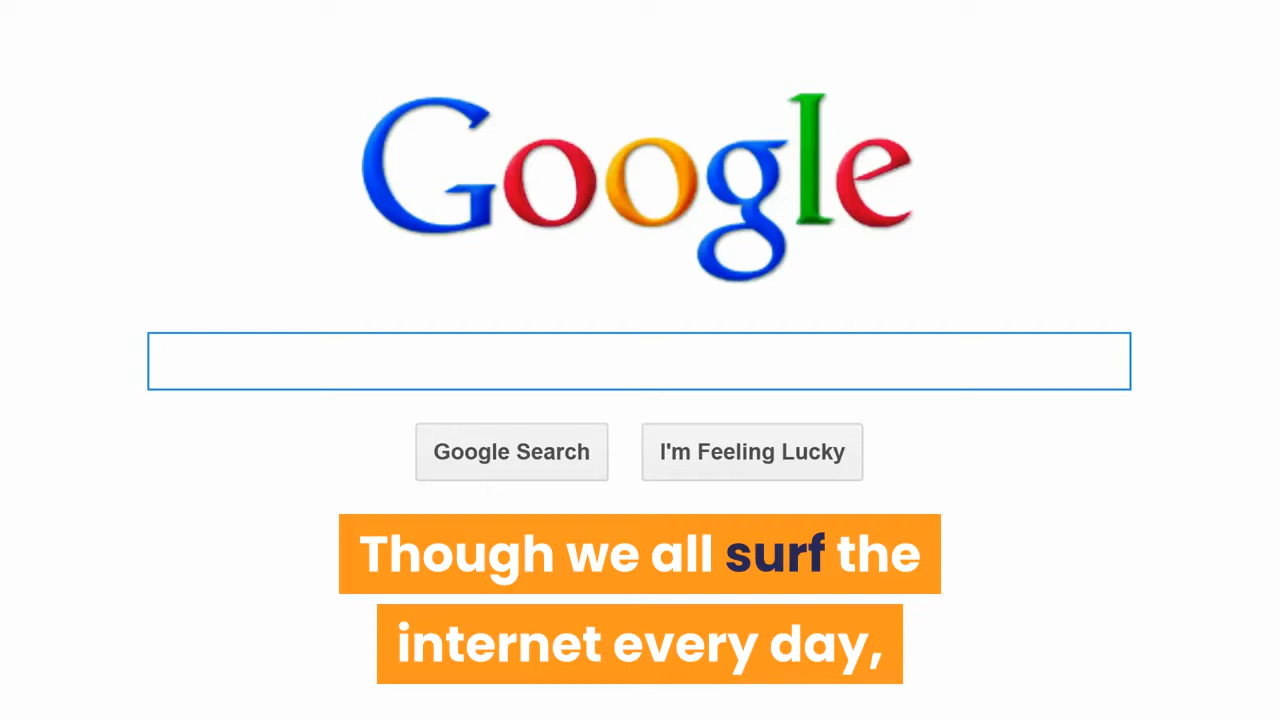 Google
Google Search
I'm Feeling Lucky
Though we all surf the
internet every day,